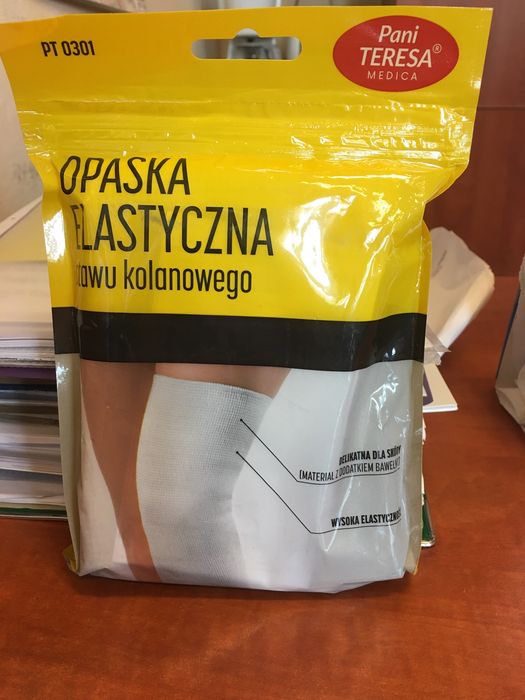 PT 0301
Pani
TERESA®
MEDICA
OPASKA
ELASTYCZNA
stawu kolanowego
DELIKATNA DLA SKÓRY
(MATERIAŁ Z DODATKIEM BAWEŁNY)
WYSOKA ELASTYCZNOŚĆ